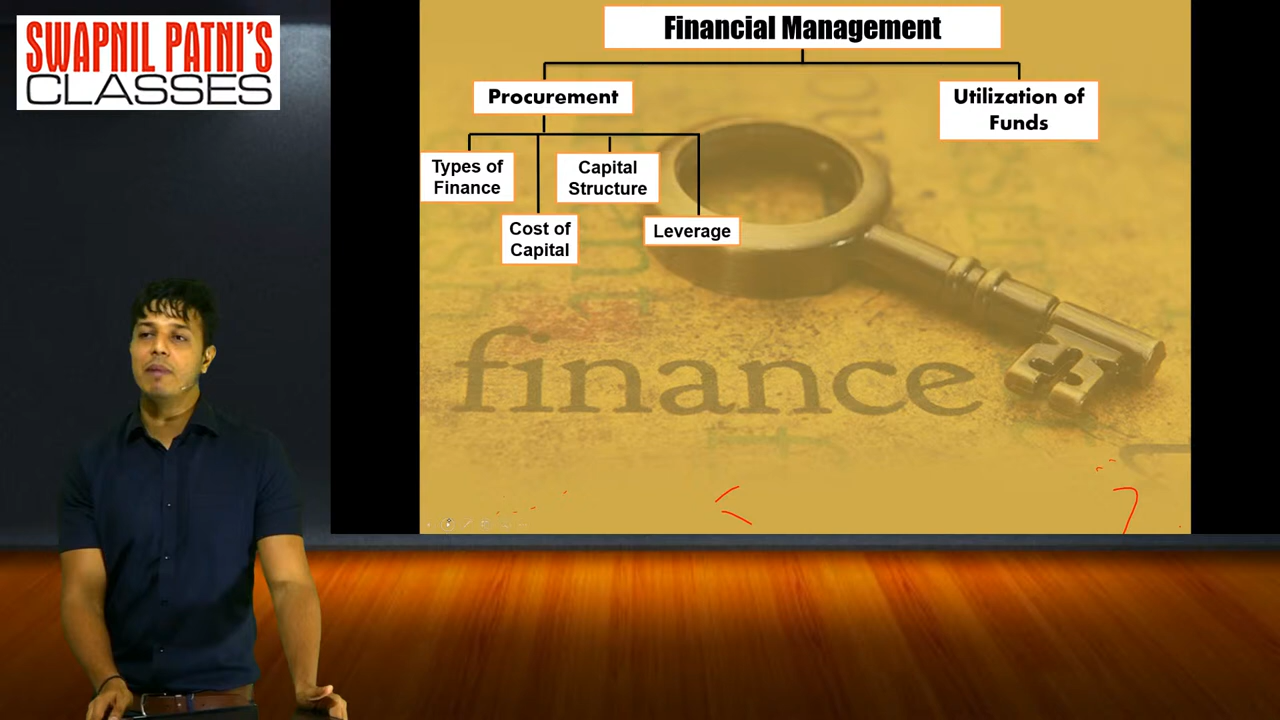 SWAPNIL PATNI'S
CLASSES
Financial Management
Procurement
Utilization of
Funds
Types of
Finance
Capital
Structure
Cost of
Capital
Leverage
finance